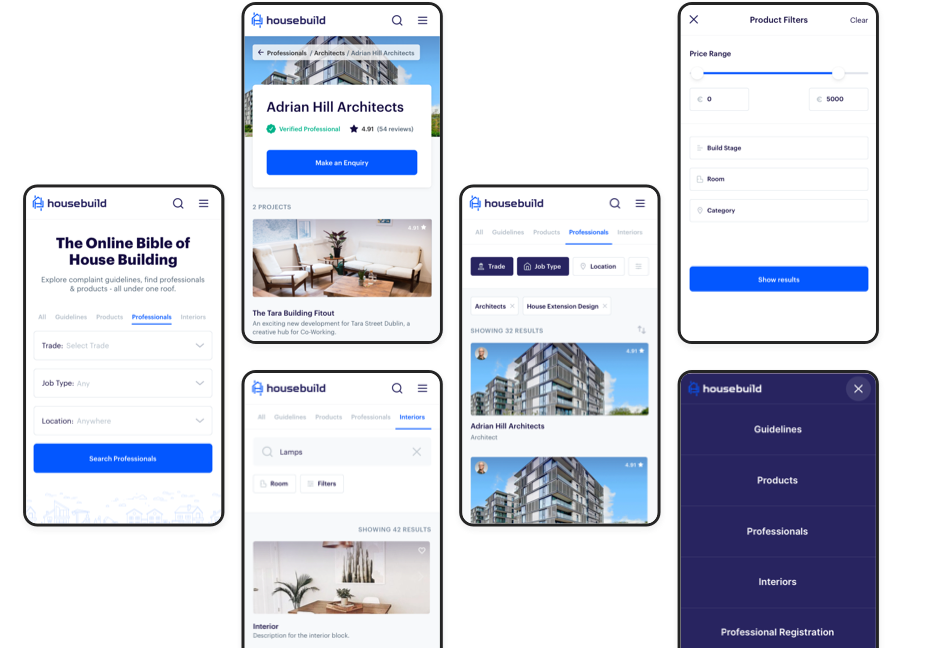 housebuild
The Online Bible of
House Building
Explore complaint guidelines, find professionals
& products - all under one roof.
All Guidelines Products Professionals Interiors
Trade: Select Trade
Job Type: Any
Location: Anywhere
Search Professionals
housebuild
Professionals / Architects / Adrian Hill Architects
Adrian Hill Architects
Verified Professional 4.91 (54 reviews)
Make an Enquiry
2 PROJECTS
4.91
The Tara Building Fitout
An exciting new development for Tara Street Dublin, a
creative hub for Co-Working.
housebuild
All Guidelines Products Professionals Interiors
Lamps
Room Filters
SHOWING 42 RESULTS
Interior
Description for the interior block.
housebuild
All Guidelines Products Professionals Interiors
Trade Job Type Location
Architects House Extension Design
SHOWING 32 RESULTS
4.91
Adrian Hill Architects
Architect
4.91
Product Filters Clear
Price Range
€ 0 € 5000
Build Stage
Room
Category
Show results
housebuild
Guidelines
Products
Professionals
Interiors
Professional Registration